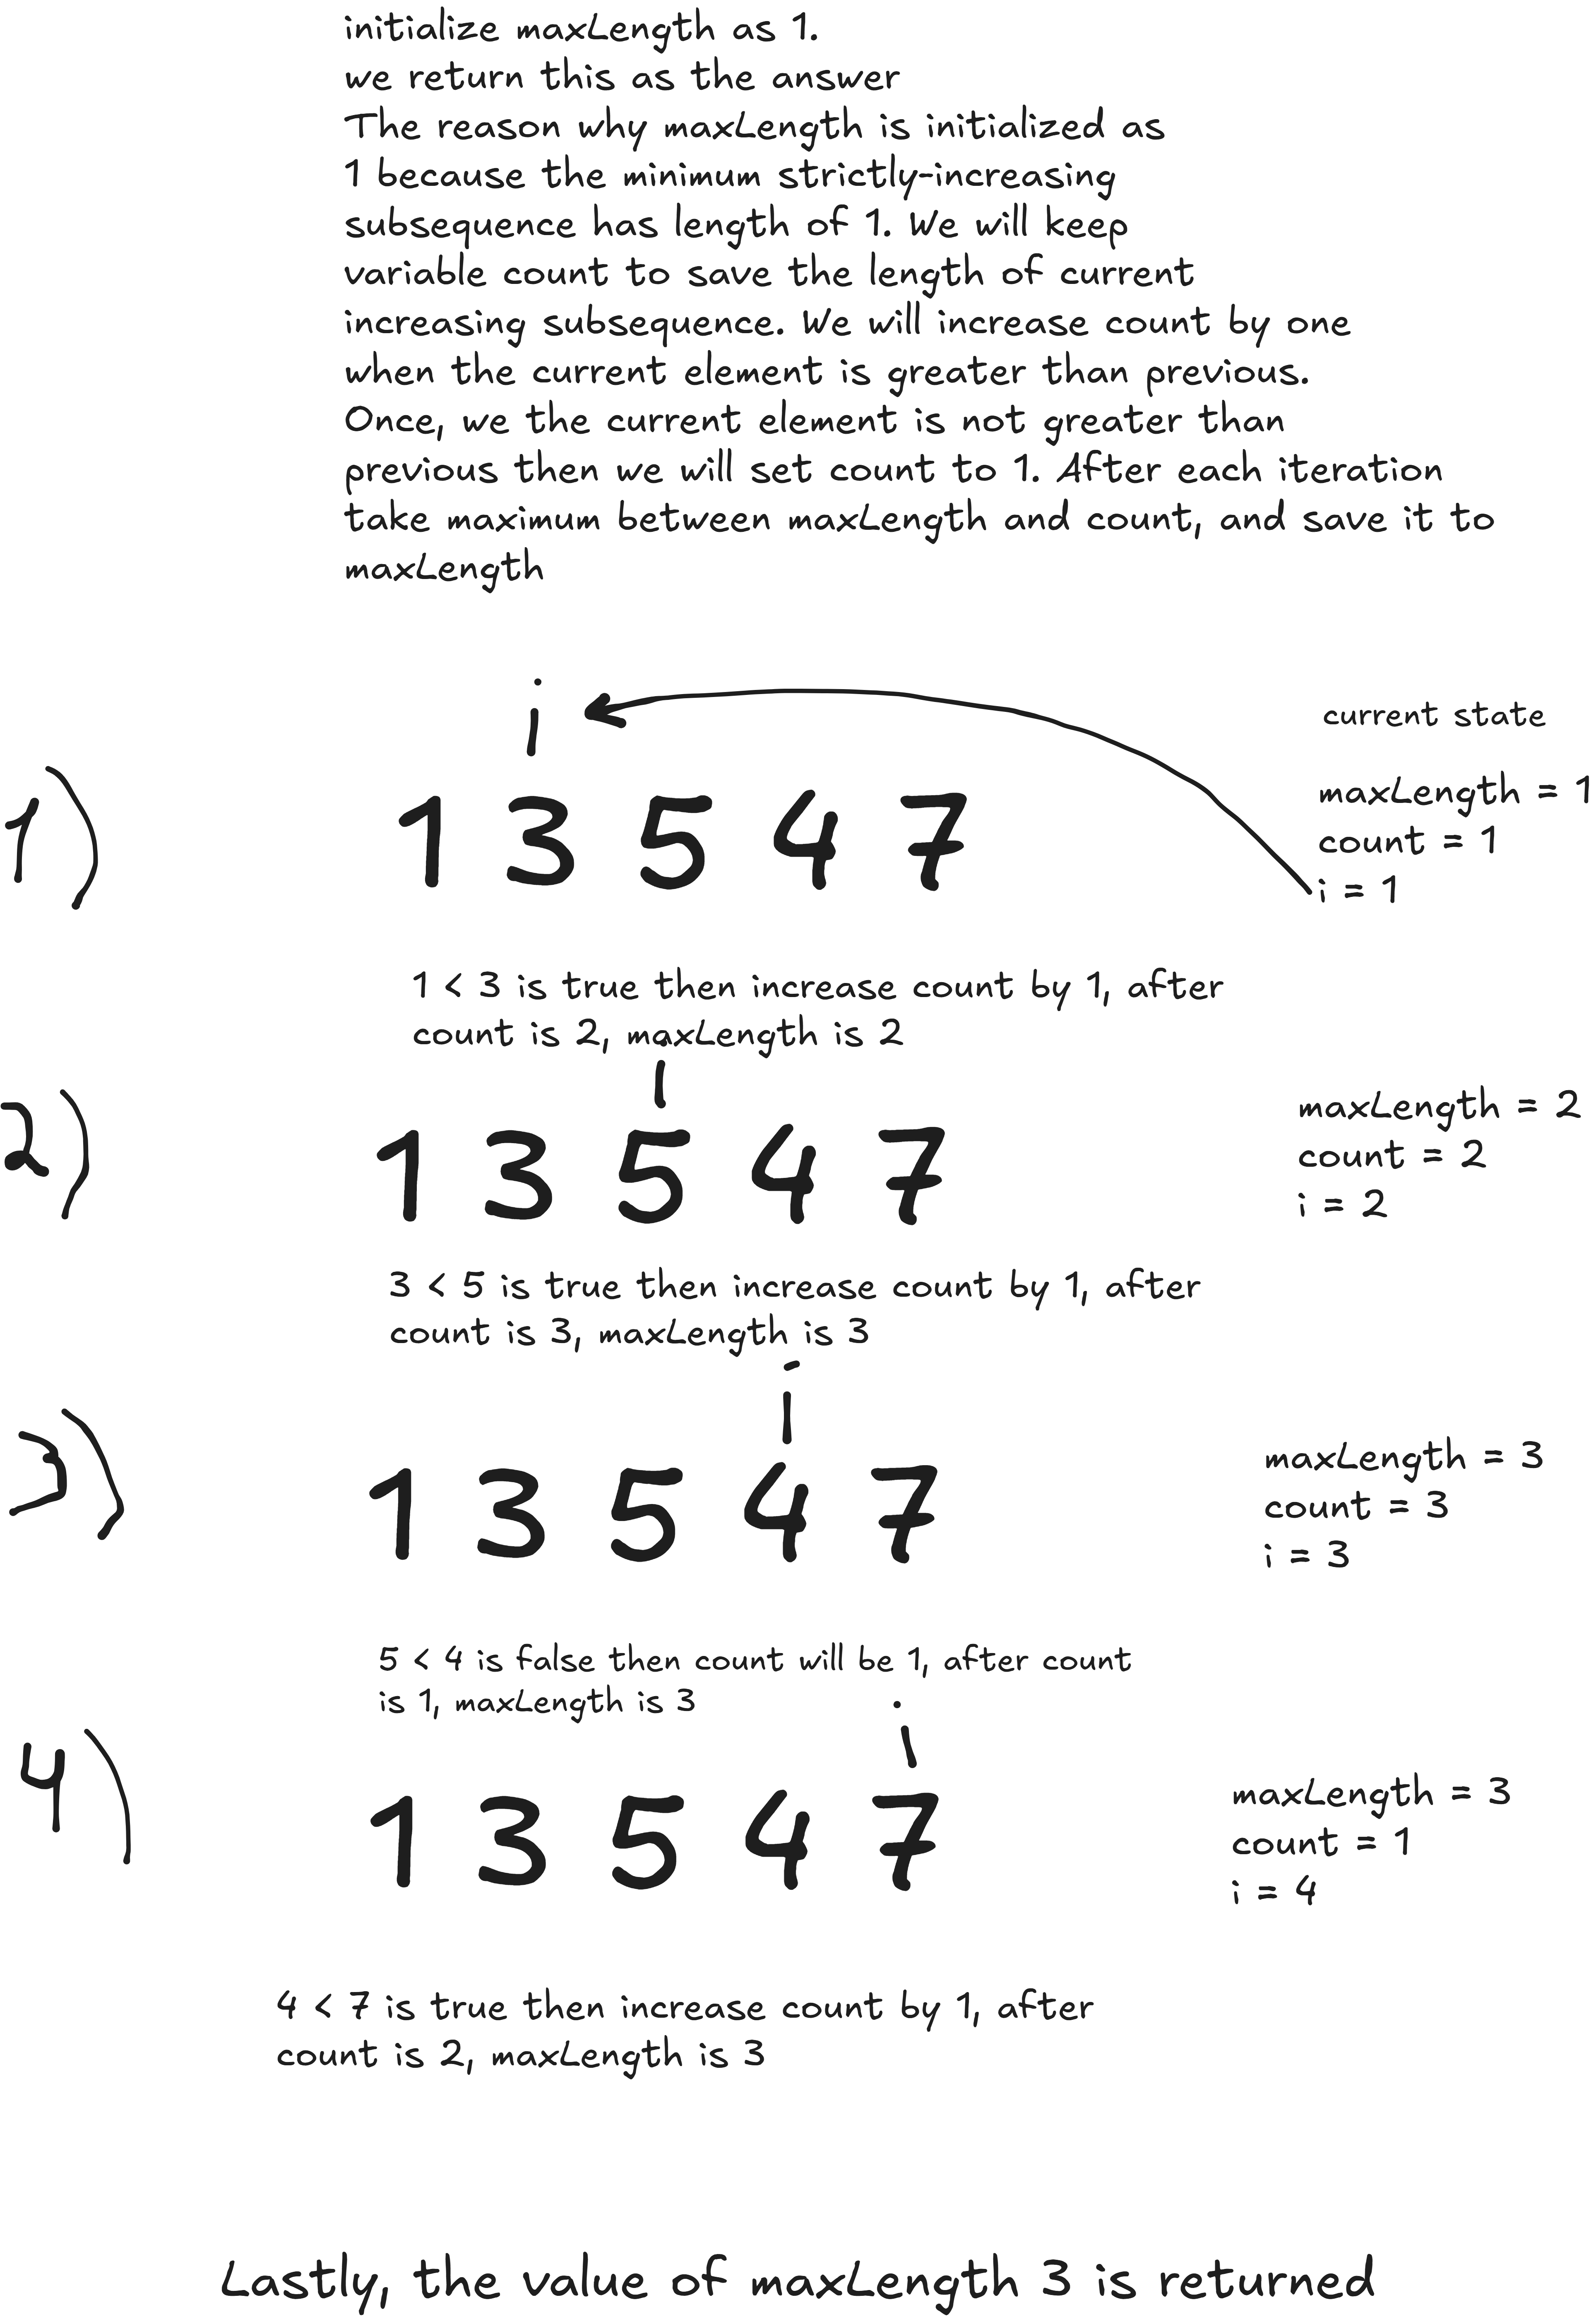 initialize maxLength as 1.
we return this as the answer
The reason why maxLength is initialized as
1 because the minimum strictly-increasing
subsequence has length of 1. We will keep
variable count to save the length of current
increasing subsequence. We will increase count by one
when the current element is greater than previous.
Once, we the current element is not greater than
previous then we will set count to 1. After each iteration
take maximum between maxLength and count, and save it to
maxLength
i
current state
1)
1 3 5 4 7
maxLength = 1
count = 1
i = 1
1 < 3 is true then increase count by 1, after
count is 2, maxLength is 2
i
2)
1 3 5 4 7
maxLength = 2
count = 2
i = 2
3 < 5 is true then increase count by 1, after
count is 3, maxLength is 3
i
3)
1 3 5 4 7
maxLength = 3
count = 3
i = 3
5 < 4 is false then count will be 1, after count
is 1, maxLength is 3
i
4)
1 3 5 4 7
maxLength = 3
count = 1
i = 4
4 < 7 is true then increase count by 1, after
count is 2, maxLength is 3
Lastly, the value of maxLength 3 is returned